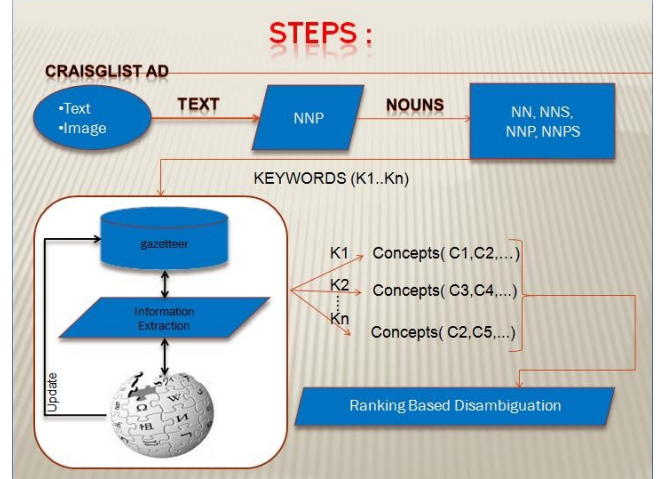 STEPS :
CRAISGLIST AD
•Text
•Image
TEXT
NNP
NOUNS
NN, NNS,
NNP, NNPS
KEYWORDS (K1..Kn)
gazetteer
Information
Extraction
Update
K1
Concepts( C1,C2,...)
K2
Concepts( C3,C4,...)
Kn
Concepts( C2,C5,...)
Ranking Based Disambiguation